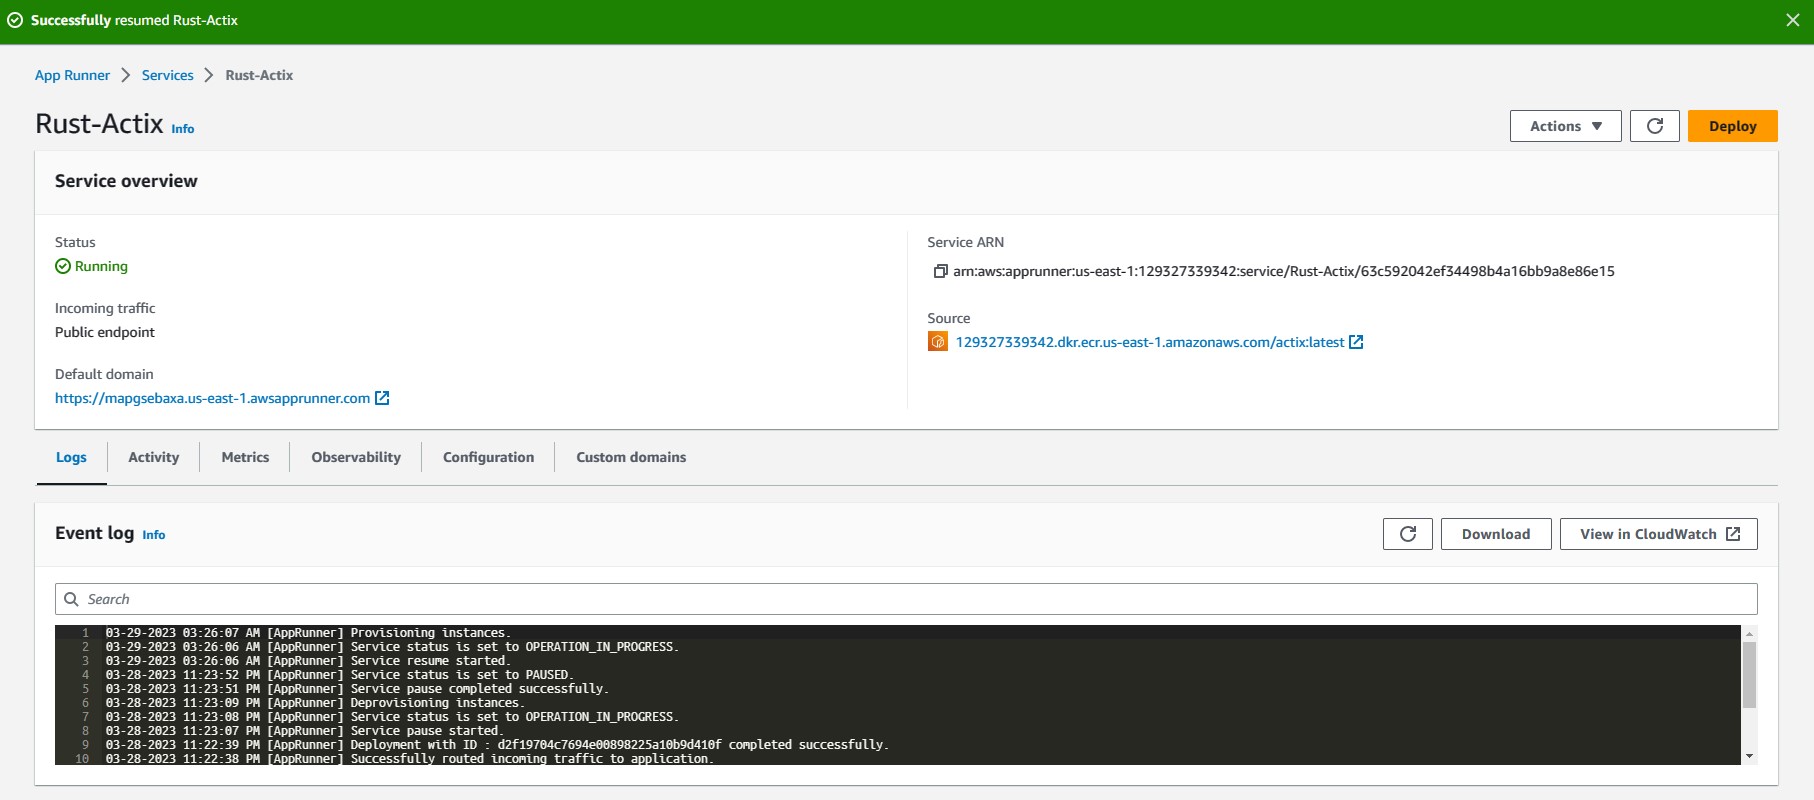 Successfully resumed Rust-Actix
App Runner > Services > Rust-Actix
Rust-Actix Info
Actions
Deploy
Service overview
Status
Running
Incoming traffic
Public endpoint
Default domain
https://mapgsebaxa.us-east-1.awsapprunner.com
Service ARN
arn:aws:apprunner:us-east-1:129327339342:service/Rust-Actix/63c592042ef34498b4a16bb9a8e86e15
Source
129327339342.dkr.ecr.us-east-1.amazonaws.com/actix:latest
Logs Activity Metrics Observability Configuration Custom domains
Event log Info
Download
View in CloudWatch
Search
1 03-29-2023 03:26:07 AM [AppRunner] Provisioning instances.
2 03-29-2023 03:26:06 AM [AppRunner] Service status is set to OPERATION_IN_PROGRESS.
3 03-29-2023 03:26:06 AM [AppRunner] Service resume started.
4 03-28-2023 11:23:52 PM [AppRunner] Service status is set to PAUSED.
5 03-28-2023 11:23:51 PM [AppRunner] Service pause completed successfully.
6 03-28-2023 11:23:09 PM [AppRunner] Deprovisioning instances.
7 03-28-2023 11:23:08 PM [AppRunner] Service status is set to OPERATION_IN_PROGRESS.
8 03-28-2023 11:23:07 PM [AppRunner] Service pause started.
9 03-28-2023 11:22:39 PM [AppRunner] Deployment with ID : d2f19704c7694e00898225a10b9d410f completed successfully.
10 03-28-2023 11:22:38 PM [AppRunner] Successfully routed incoming traffic to application.